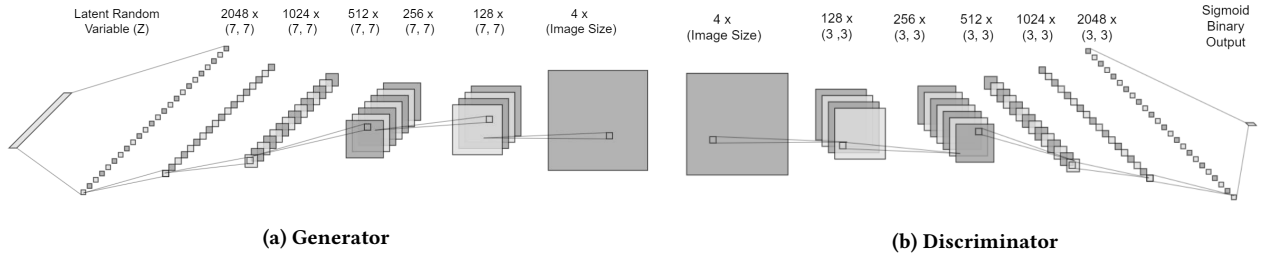 Latent Random
Variable (Z)
2048 x
(7, 7)
1024 x
(7, 7)
512 x
(7, 7)
256 x
(7, 7)
128 x
(7, 7)
4 x
(Image Size)
4 x
(Image Size)
128 x
(3 ,3)
256 x
(3, 3)
512 x
(3, 3)
1024 x
(3, 3)
2048 x
(3, 3)
Sigmoid
Binary
Output
(a) Generator
(b) Discriminator